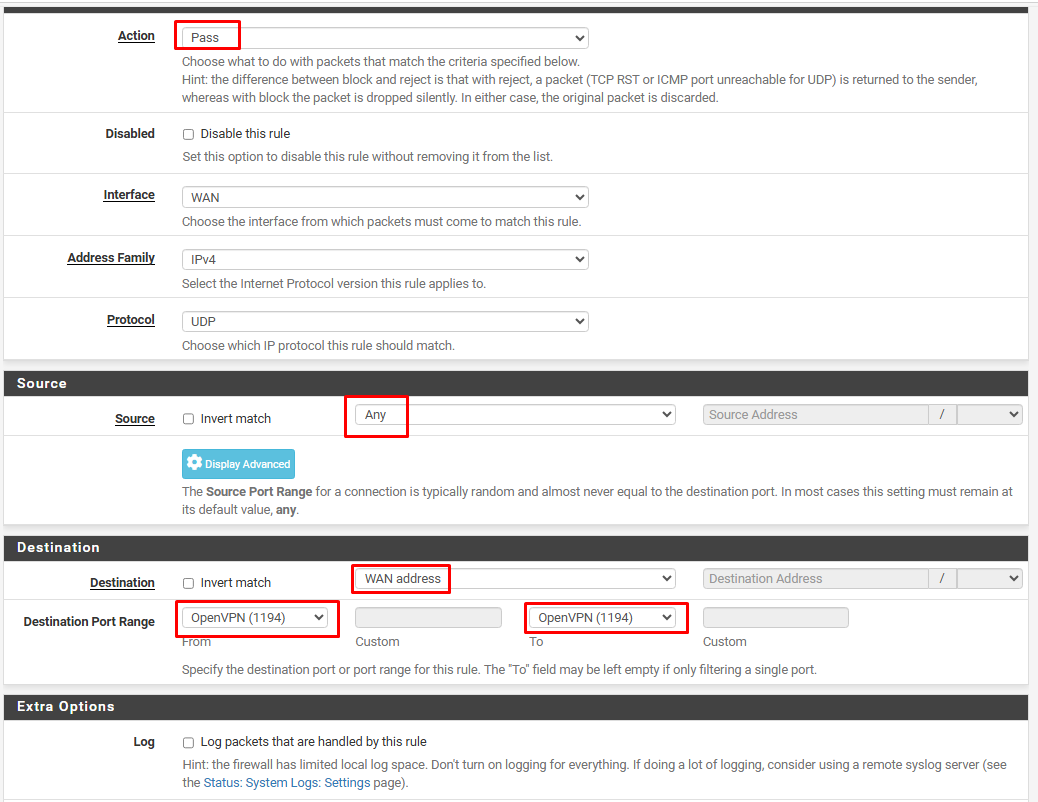 Action
Pass
Choose what to do with packets that match the criteria specified below.
Hint: the difference between block and reject is that with reject, a packet (TCP RST or ICMP port unreachable for UDP) is returned to the sender,
whereas with block the packet is dropped silently. In either case, the original packet is discarded.
Disabled
Disable this rule
Set this option to disable this rule without removing it from the list.
Interface
WAN
Choose the interface from which packets must come to match this rule.
Address Family
IPv4
Select the Internet Protocol version this rule applies to.
Protocol
UDP
Choose which IP protocol this rule should match.
Source
Source
Invert match
Any
Source Address
/
Display Advanced
The Source Port Range for a connection is typically random and almost never equal to the destination port. In most cases this setting must remain at
its default value, any.
Destination
Destination
Invert match
WAN address
Destination Address
/
Destination Port Range
OpenVPN (1194)
OpenVPN (1194)
From
Custom
To
Custom
Specify the destination port or port range for this rule. The "To" field may be left empty if only filtering a single port.
Extra Options
Log
Log packets that are handled by this rule
Hint: the firewall has limited local log space. Don't turn on logging for everything. If doing a lot of logging, consider using a remote syslog server (see
the Status: System Logs: Settings page).